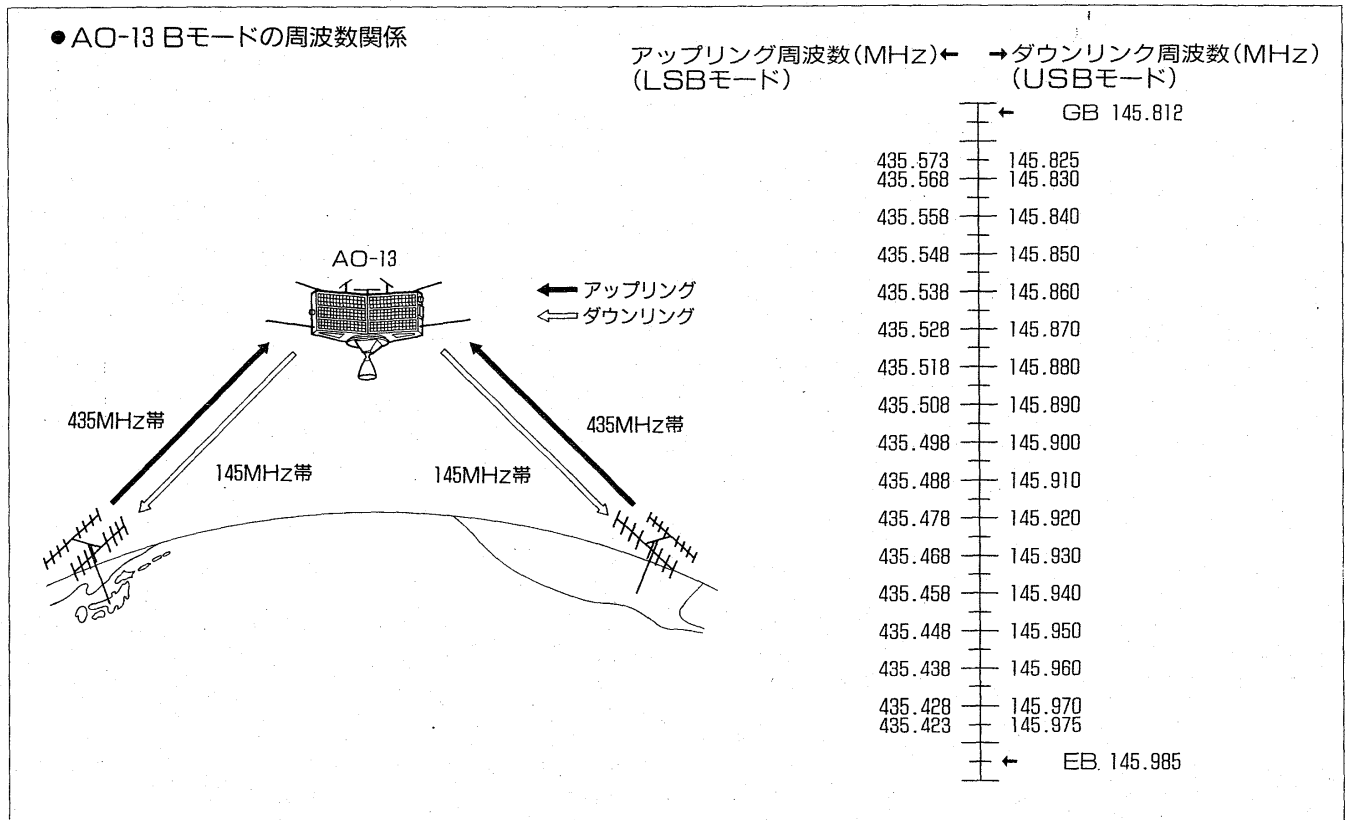 ●AO-13 Bモードの周波数関係
アップリング周波数(MHz)← →ダウンリンク周波数(MHz)
(LSBモード) (USBモード)
← GB 145.812
435.573 145.825
435.568 145.830
435.558 145.840
435.548 145.850
435.538 145.860
435.528 145.870
435.518 145.880
435.508 145.890
435.498 145.900
435.488 145.910
435.478 145.920
435.468 145.930
435.458 145.940
435.448 145.950
435.438 145.960
435.428 145.970
435.423 145.975
← EB. 145.985
AO-13
アップリング
ダウンリング
435MHz帯
145MHz帯
145MHz帯
435MHz帯